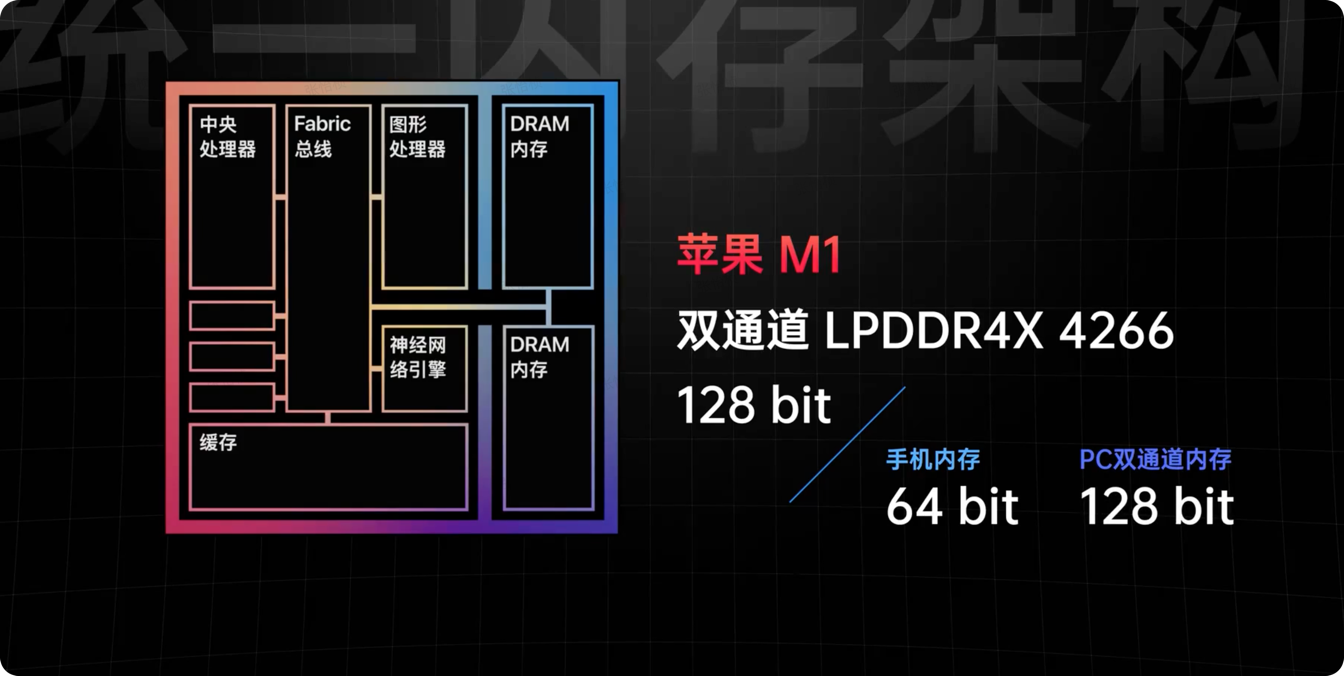 统一内存架构
中央
处理器
Fabric
总线
图形
处理器
DRAM
内存
神经网
络引擎
DRAM
内存
缓存
苹果 M1
双通道 LPDDR4X 4266
128 bit
手机内存
64 bit
PC双通道内存
128 bit